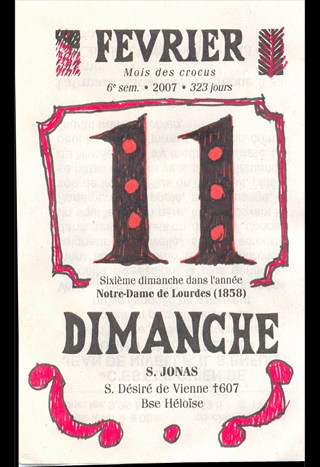 FEVRIER
Mois des crocus
6e sem. • 2007 • 323 jours
11
Sixième dimanche dans l'année
Notre-Dame de Lourdes (1858)
DIMANCHE
S. JONAS
S. Désiré de Vienne †607
Bse Héloïse